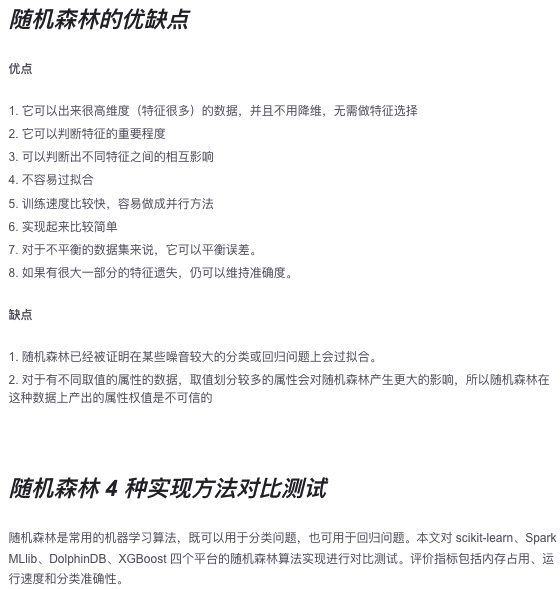 随机森林的优缺点
优点
1. 它可以出来很高维度（特征很多）的数据，并且不用降维，无需做特征选择
2. 它可以判断特征的重要程度
3. 可以判断出不同特征之间的相互影响
4. 不容易过拟合
5. 训练速度比较快，容易做成并行方法
6. 实现起来比较简单
7. 对于不平衡的数据集来说，它可以平衡误差。
8. 如果有很大一部分的特征遗失，仍可以维持准确度。
缺点
1. 随机森林已经被证明在某些噪音较大的分类或回归问题上会过拟合。
2. 对于有不同取值的属性的数据，取值划分较多的属性会对随机森林产生更大的影响，所以随机森林在
这种数据上产出的属性权值是不可信的
随机森林 4 种实现方法对比测试
随机森林是常用的机器学习算法，既可以用于分类问题，也可用于回归问题。本文对 scikit-learn、Spark
MLlib、DolphinDB、XGBoost 四个平台的随机森林算法实现进行对比测试。评价指标包括内存占用、运
行速度和分类准确性。